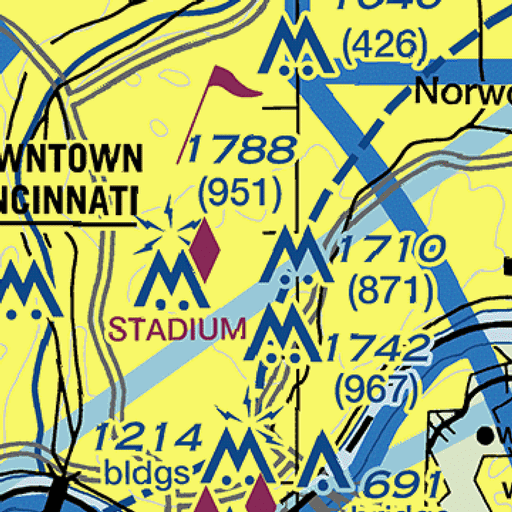 (426)
Norwo
1788
WNTOWN
(951)
NCINNATI
1710
(871)
STADIUM
1742
(967)
1214
bldgs
691